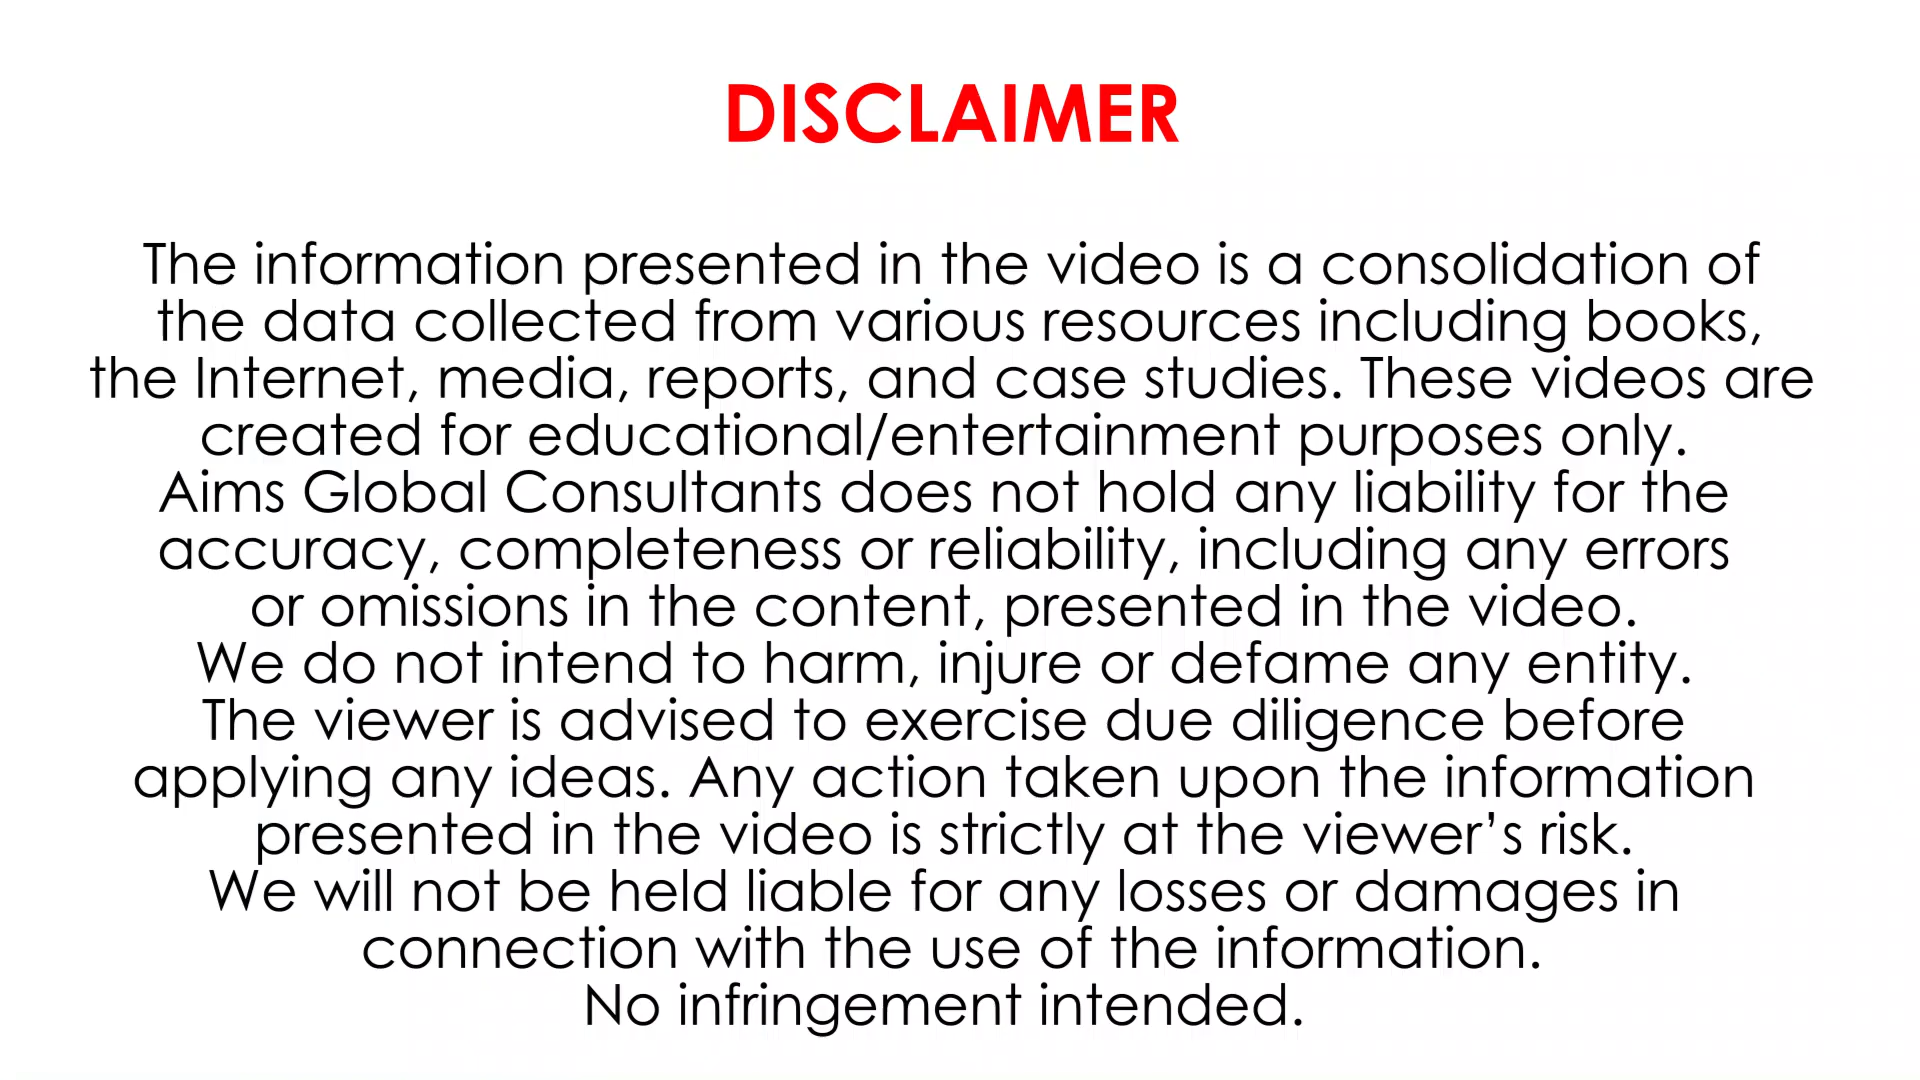 DISCLAIMER
The information presented in the video is a consolidation of
the data collected from various resources including books,
the Internet, media, reports, and case studies. These videos are
created for educational/entertainment purposes only.
Aims Global Consultants does not hold any liability for the
accuracy, completeness or reliability, including any errors
or omissions in the content, presented in the video.
We do not intend to harm, injure or defame any entity.
The viewer is advised to exercise due diligence before
applying any ideas. Any action taken upon the information
presented in the video is strictly at the viewer’s risk.
We will not be held liable for any losses or damages in
connection with the use of the information.
No infringement intended.